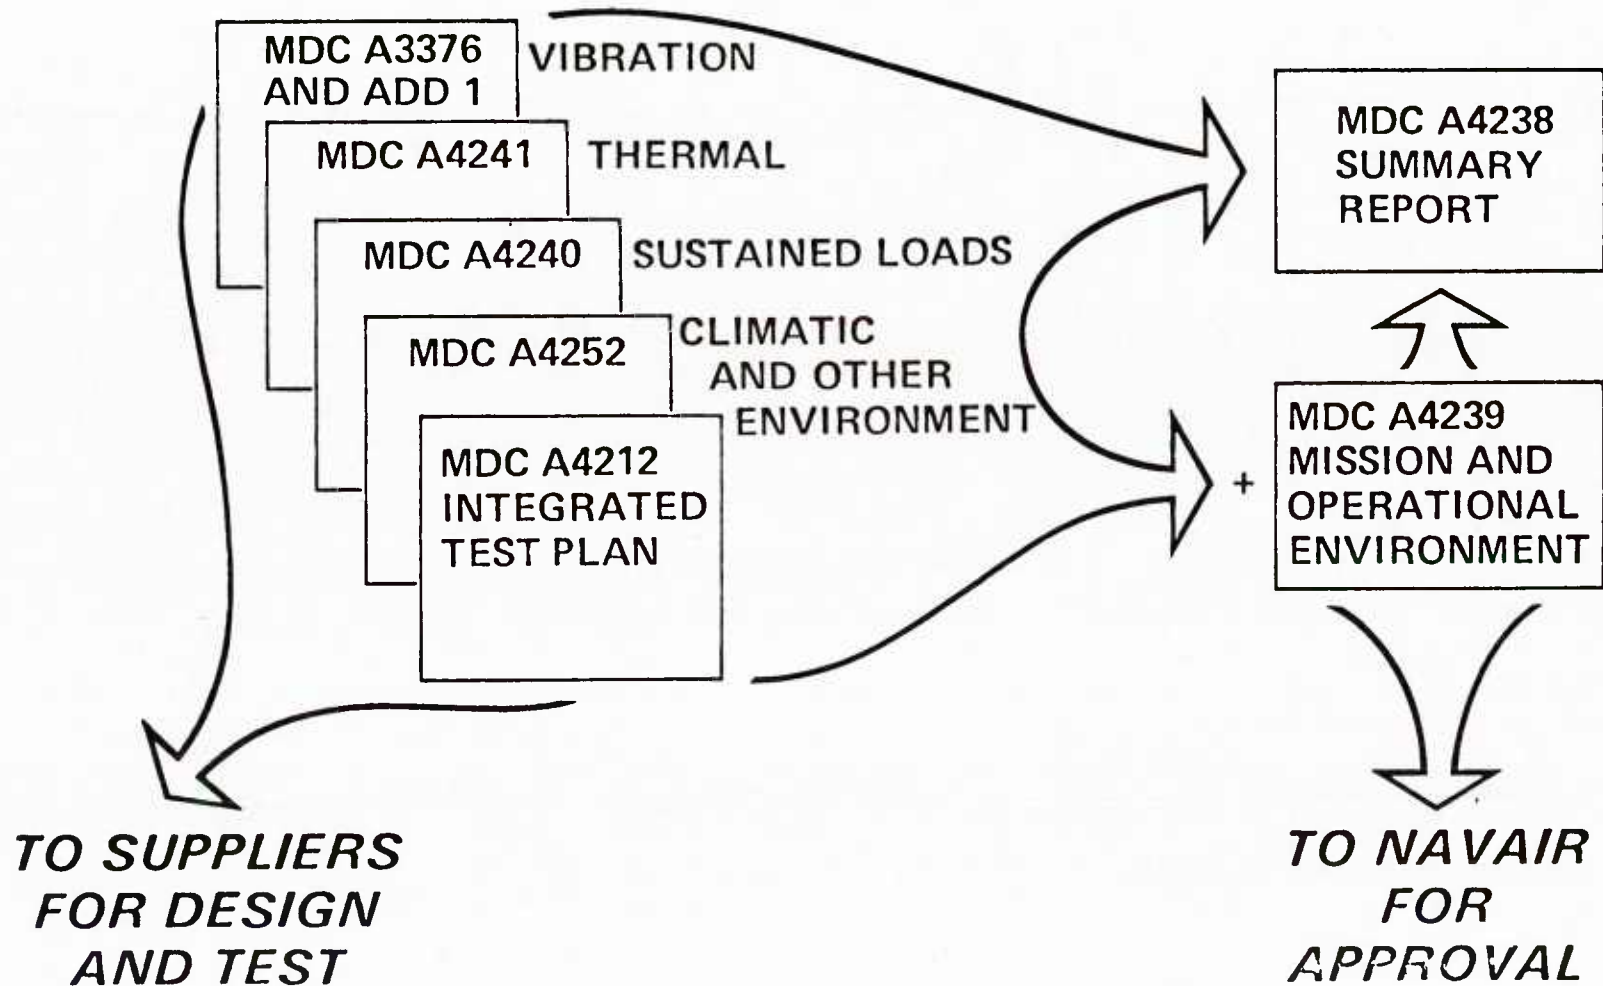 MDC A3376
AND ADD 1
VIBRATION
MDC A4241
THERMAL
MDC A4240
SUSTAINED LOADS
MDC A4252
CLIMATIC
AND OTHER
ENVIRONMENT
MDC A4212
INTEGRATED
TEST PLAN
MDC A4238
SUMMARY
REPORT
+
MDC A4239
MISSION AND
OPERATIONAL
ENVIRONMENT
TO SUPPLIERS
FOR DESIGN
AND TEST
TO NAVAIR
FOR
APPROVAL